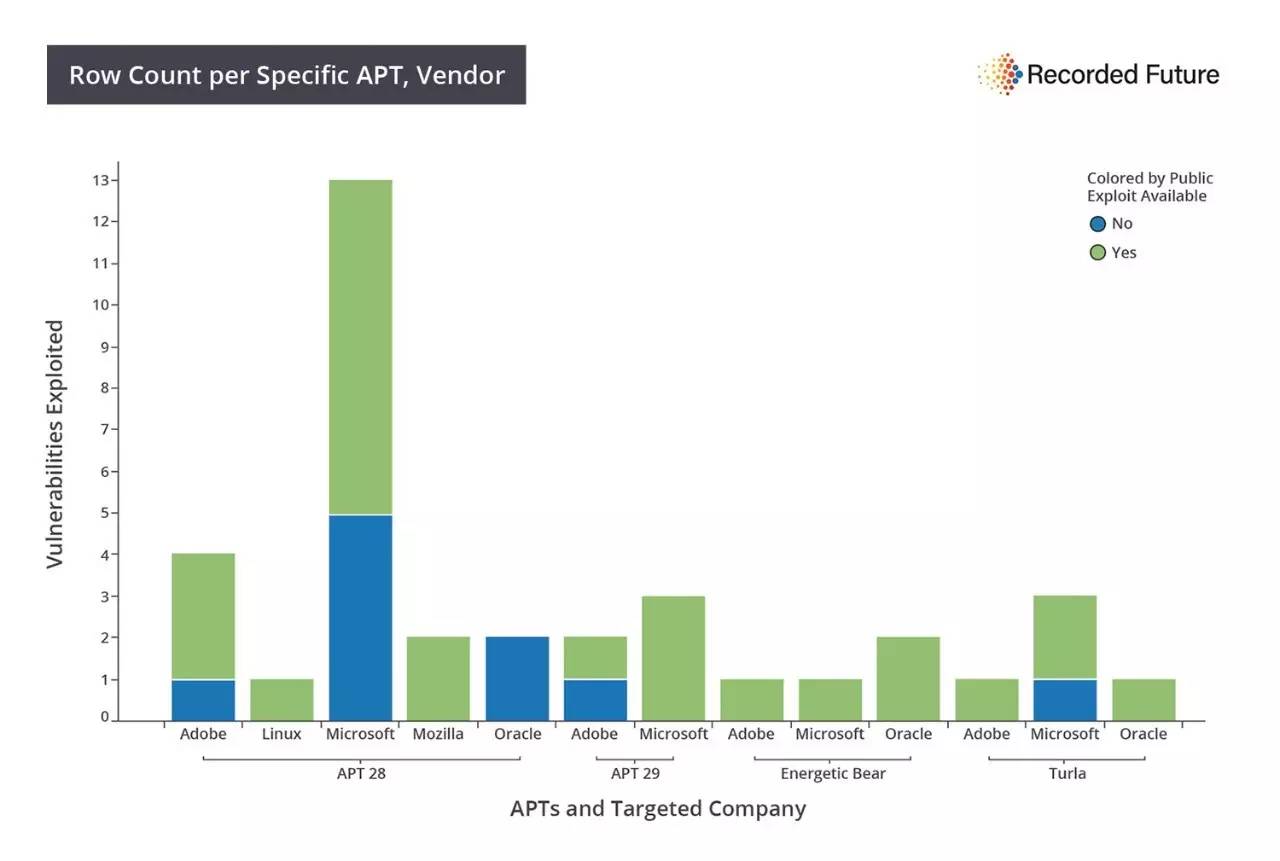 Row Count per Specific APT, Vendor
Recorded Future
Colored by Public
Exploit Available
No
Yes
Vulnerabilities Exploited
13
12
11
10
9
8
7
6
5
4
3
2
1
0
Adobe Linux Microsoft Mozilla Oracle Adobe Microsoft Adobe Microsoft Oracle Adobe Microsoft Oracle
APT 28 APT 29 Energetic Bear Turla
APTs and Targeted Company